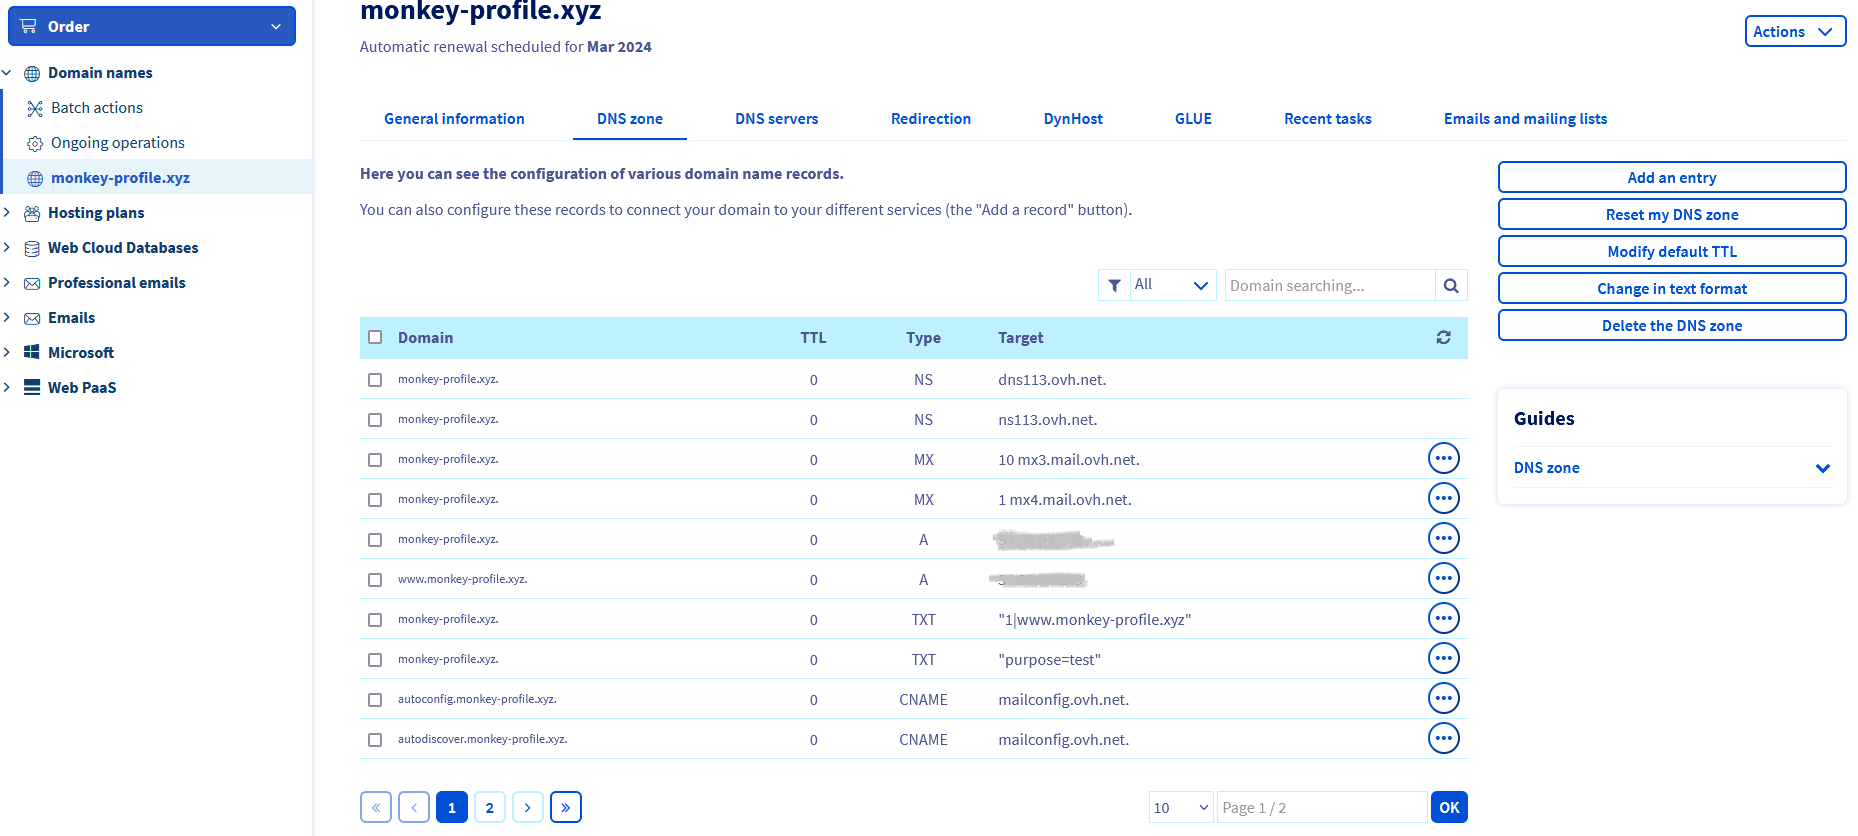 Order
Domain names
Batch actions
Ongoing operations
monkey-profile.xyz
Hosting plans
Web Cloud Databases
Professional emails
Emails
Microsoft
Web PaaS
monkey-profile.xyz
Automatic renewal scheduled for Mar 2024
Actions
General information DNS zone DNS servers Redirection DynHost GLUE Recent tasks Emails and mailing lists
Here you can see the configuration of various domain name records.
You can also configure these records to connect your domain to your different services (the "Add a record" button).
All Domain searching...
Domain TTL Type Target
monkey-profile.xyz. 0 NS dns113.ovh.net.
monkey-profile.xyz. 0 NS ns113.ovh.net.
monkey-profile.xyz. 0 MX 10 mx3.mail.ovh.net.
monkey-profile.xyz. 0 MX 1 mx4.mail.ovh.net.
monkey-profile.xyz. 0 A
www.monkey-profile.xyz. 0 A
monkey-profile.xyz. 0 TXT "1|www.monkey-profile.xyz"
monkey-profile.xyz. 0 TXT "purpose=test"
autoconfig.monkey-profile.xyz. 0 CNAME mailconfig.ovh.net.
autodiscover.monkey-profile.xyz. 0 CNAME mailconfig.ovh.net.
« ‹ 1 2 › » 10 Page 1 / 2 OK
Add an entry
Reset my DNS zone
Modify default TTL
Change in text format
Delete the DNS zone
Guides
DNS zone